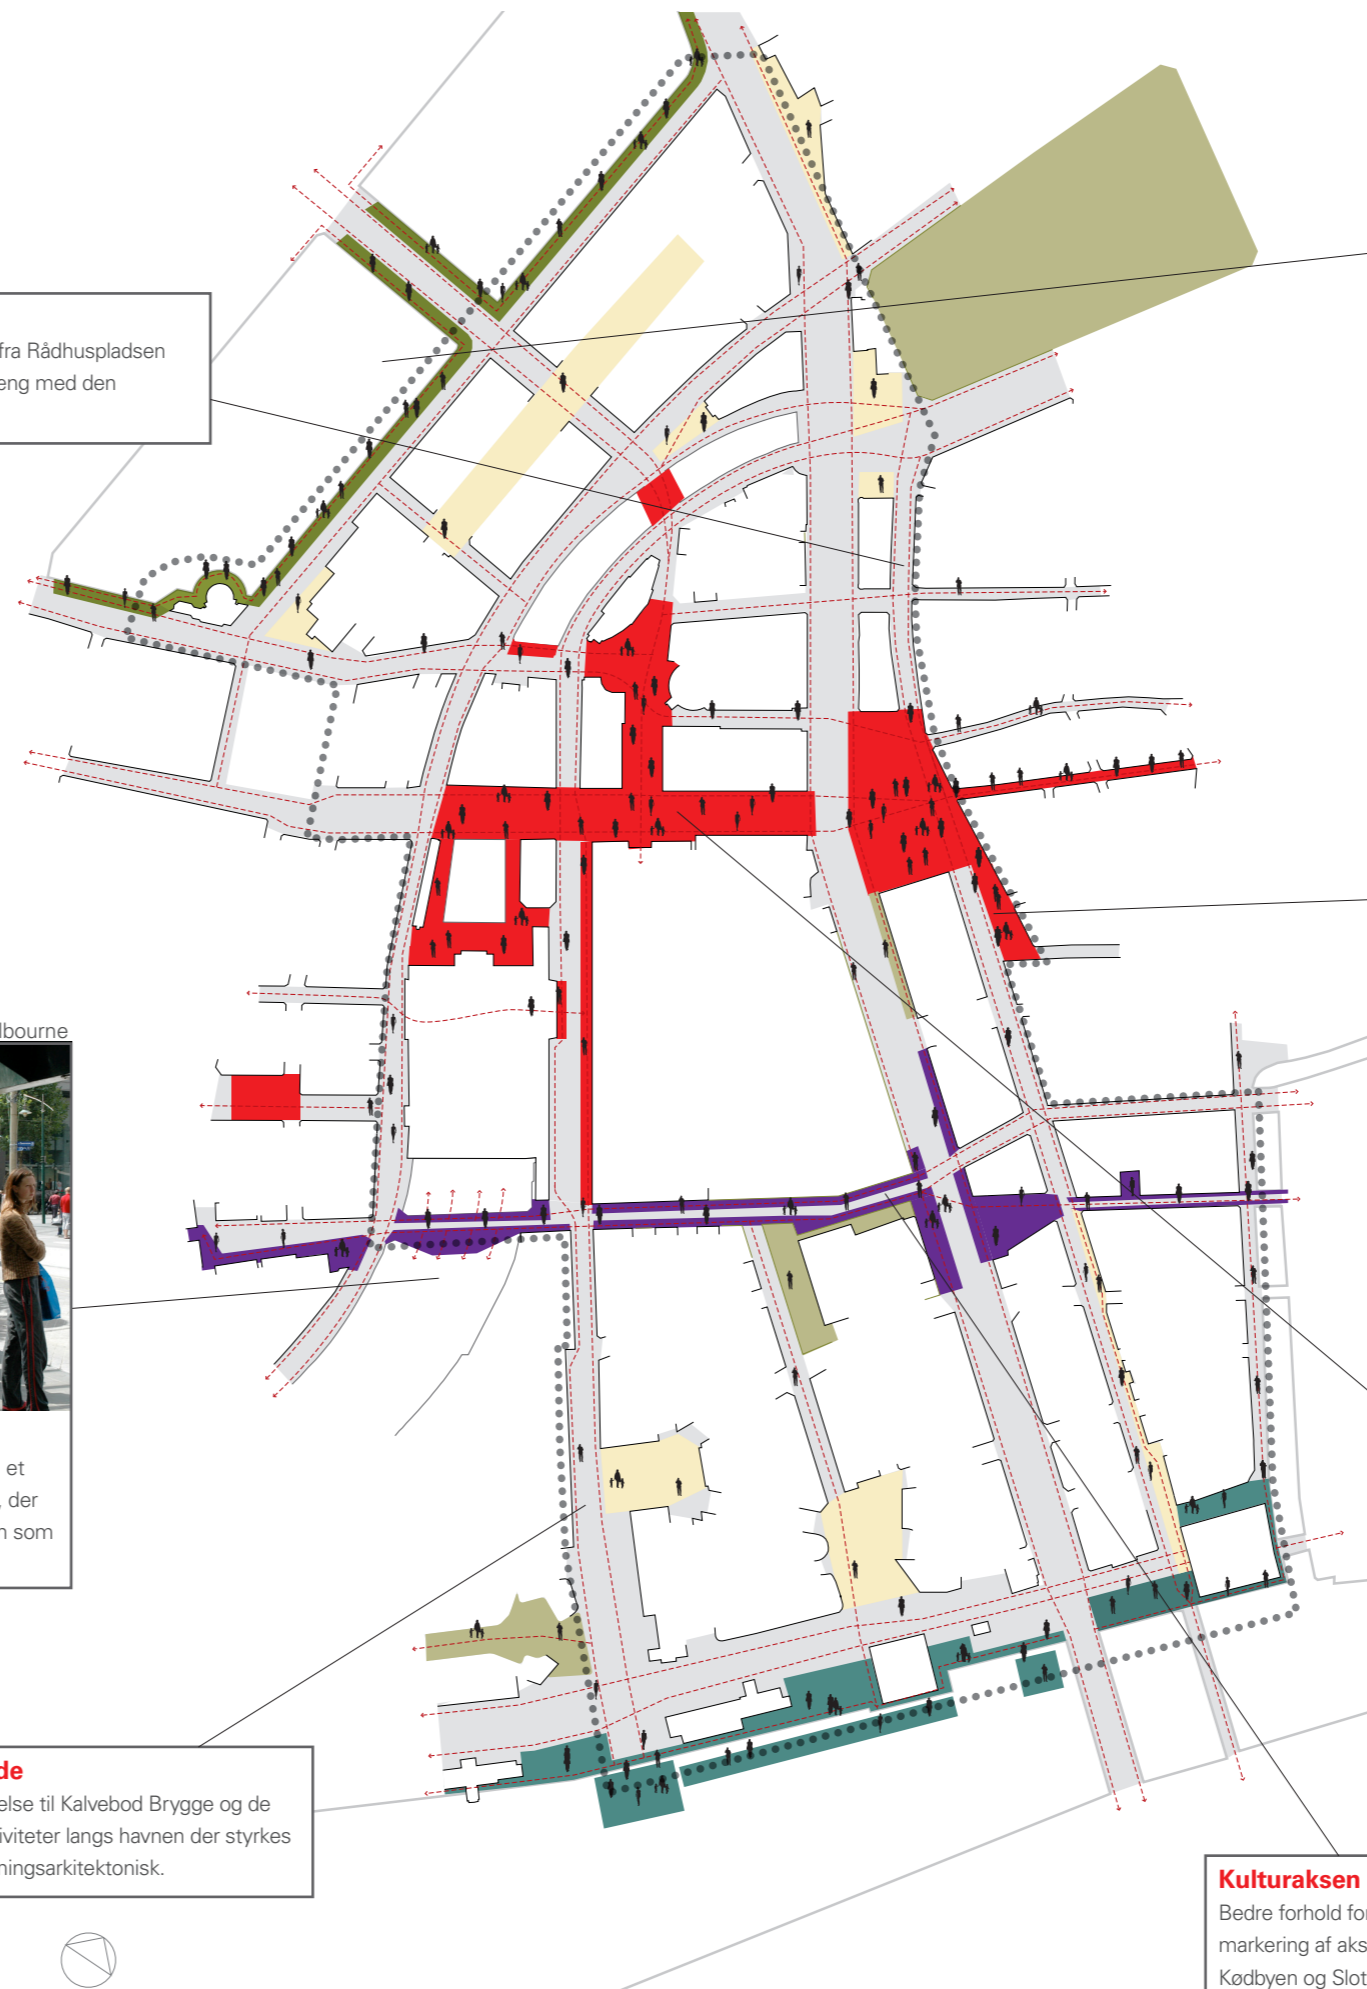 fra Rådhuspladsen
eng med den
lbourne
et
, der
n som
de
else til Kalvebod Brygge og de
iviteter langs havnen der styrkes
ningsarkitektonisk.
Kulturaksen
Bedre forhold for
markering af aks
Kødbyen og Slot